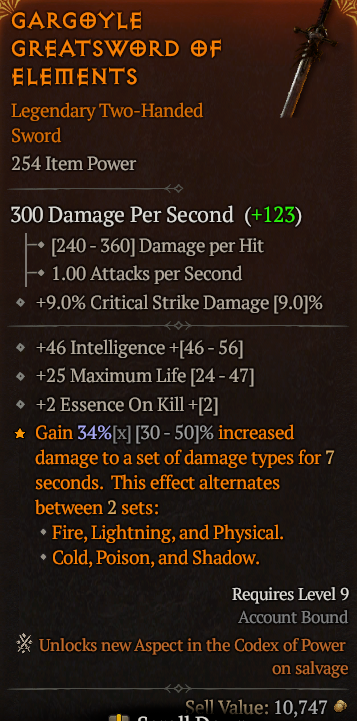 GARGOYLE
GREATSWORD OF
ELEMENTS
Legendary Two-Handed
Sword
254 Item Power
300 Damage Per Second (+123)
[240 - 360] Damage per Hit
1.00 Attacks per Second
+9.0% Critical Strike Damage [9.0]%
+46 Intelligence +[46 - 56]
+25 Maximum Life [24 - 47]
+2 Essence On Kill +[2]
Gain 34%[x] [30 - 50]% increased
damage to a set of damage types for 7
seconds. This effect alternates
between 2 sets:
Fire, Lightning, and Physical.
Cold, Poison, and Shadow.
Requires Level 9
Account Bound
Unlocks new Aspect in the Codex of Power
on salvage
Sell Value: 10,747
Scroll